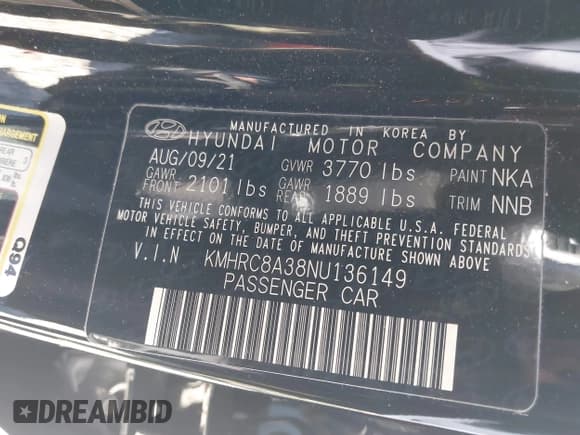 MANUFACTURED IN KOREA BY
HYUNDAI MOTOR COMPANY
AUG/09/21 GVWR 3770 lbs PAINT NKA
GAWR FRONT 2101 lbs GAWR REAR 1889 lbs TRIM NNB
THIS VEHICLE CONFORMS TO ALL APPLICABLE U.S.A. FEDERAL
MOTOR VEHICLE SAFETY, BUMPER, AND THEFT PREVENTION STANDARDS
IN EFFECT ON THE DATE OF MANUFACTURE SHOWN ABOVE.
V.I.N KMHRC8A38NU136149
PASSENGER CAR
Q94
DREAMBID